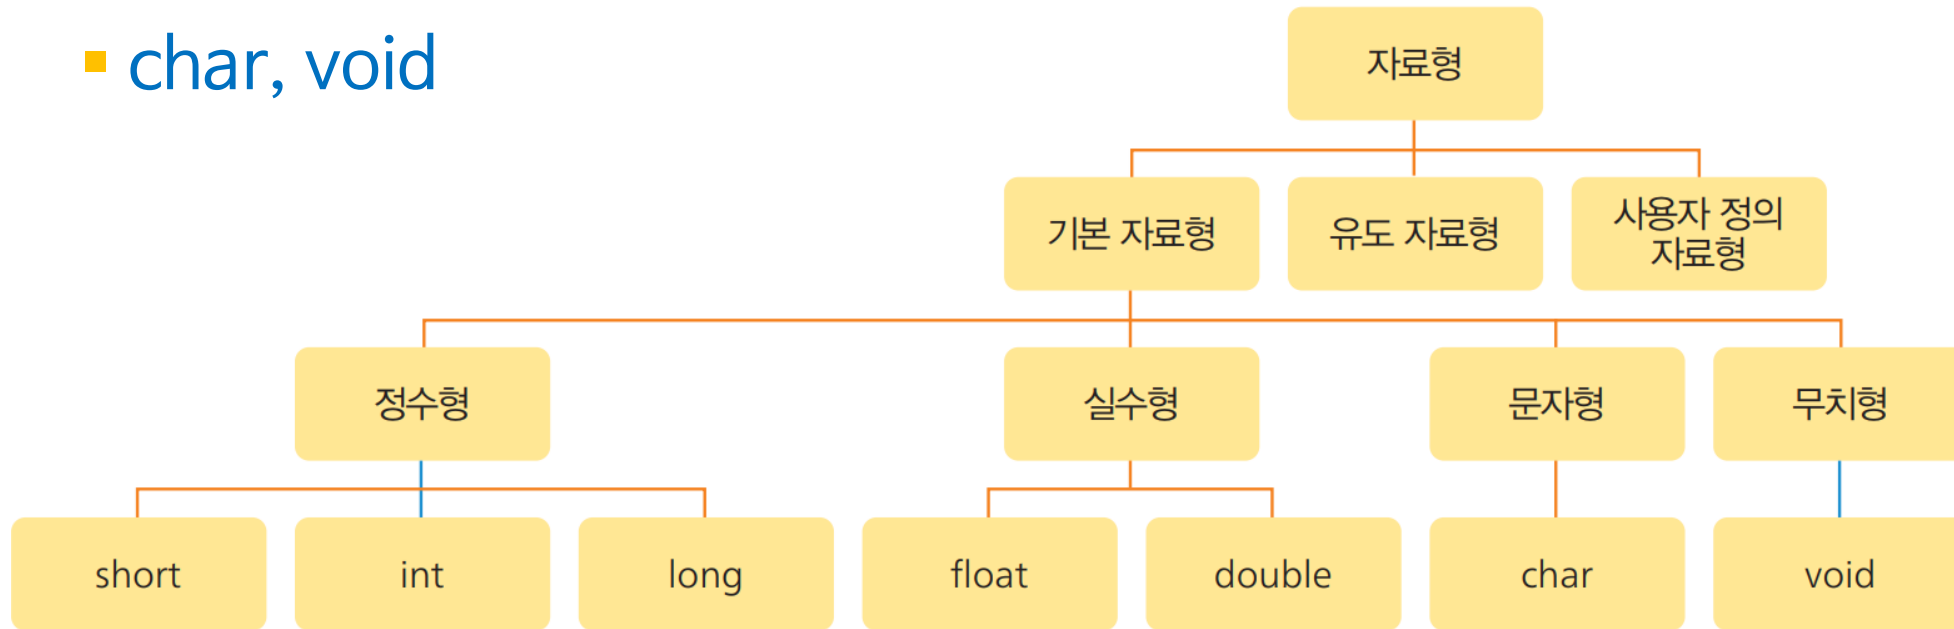 char, void
자료형
기본 자료형
유도 자료형
사용자 정의
자료형
정수형
실수형
문자형
무치형
short
int
long
float
double
char
void